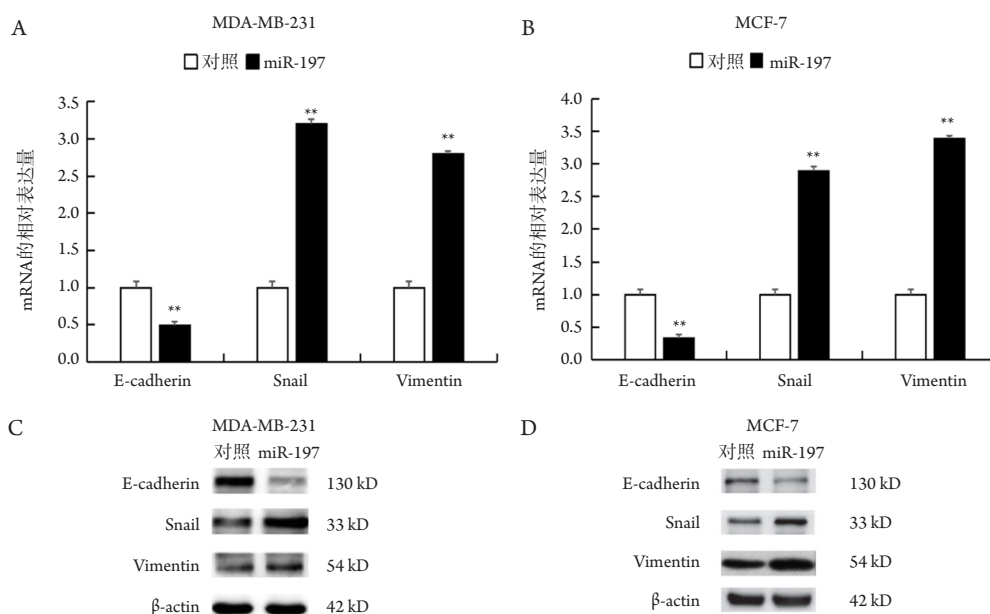 A
MDA-MB-231
对照 miR-197
mRNA的相对表达量
3.5
3.0
2.5
2.0
1.5
1.0
0.5
0.0
** ** **
E-cadherin Snail Vimentin
B
MCF-7
对照 miR-197
mRNA的相对表达量
4.0
3.5
3.0
2.5
2.0
1.5
1.0
0.5
0.0
** ** **
E-cadherin Snail Vimentin
C
MDA-MB-231
对照 miR-197
E-cadherin 130 kD
Snail 33 kD
Vimentin 54 kD
β-actin 42 kD
D
MCF-7
对照 miR-197
E-cadherin 130 kD
Snail 33 kD
Vimentin 54 kD
β-actin 42 kD